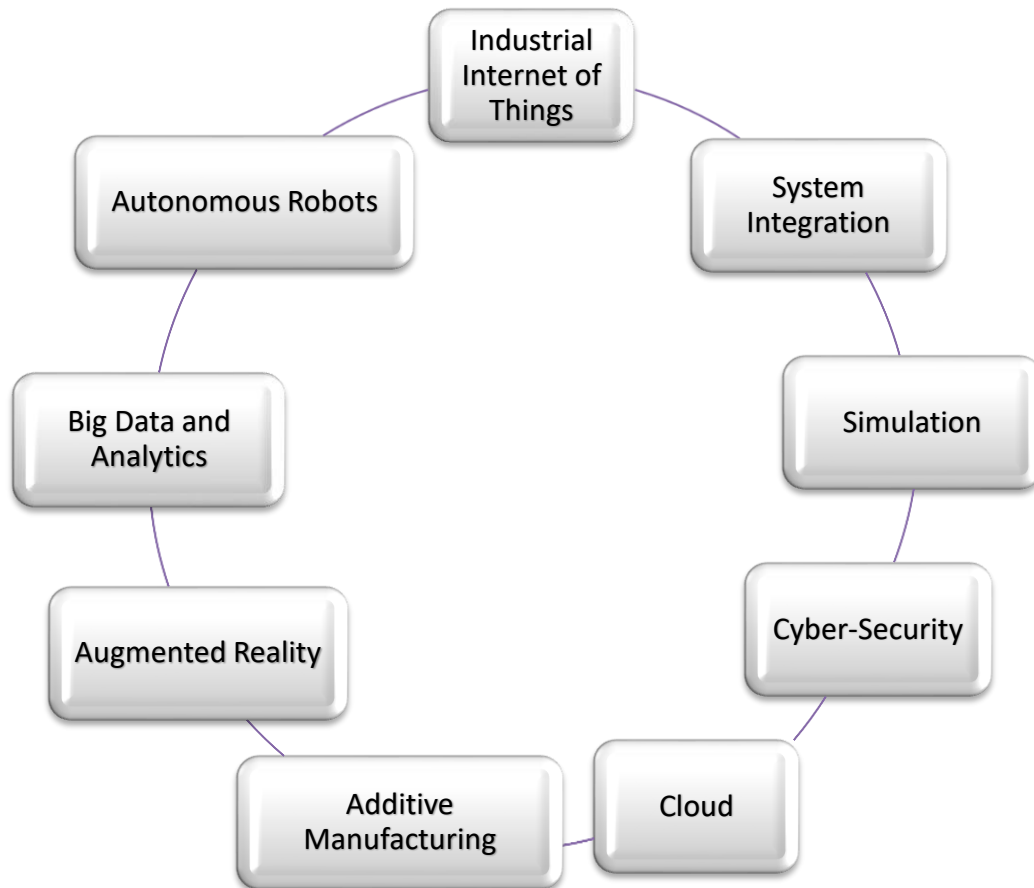 Industrial
Internet of
Things
System
Integration
Simulation
Cyber-Security
Cloud
Additive
Manufacturing
Augmented Reality
Big Data and
Analytics
Autonomous Robots